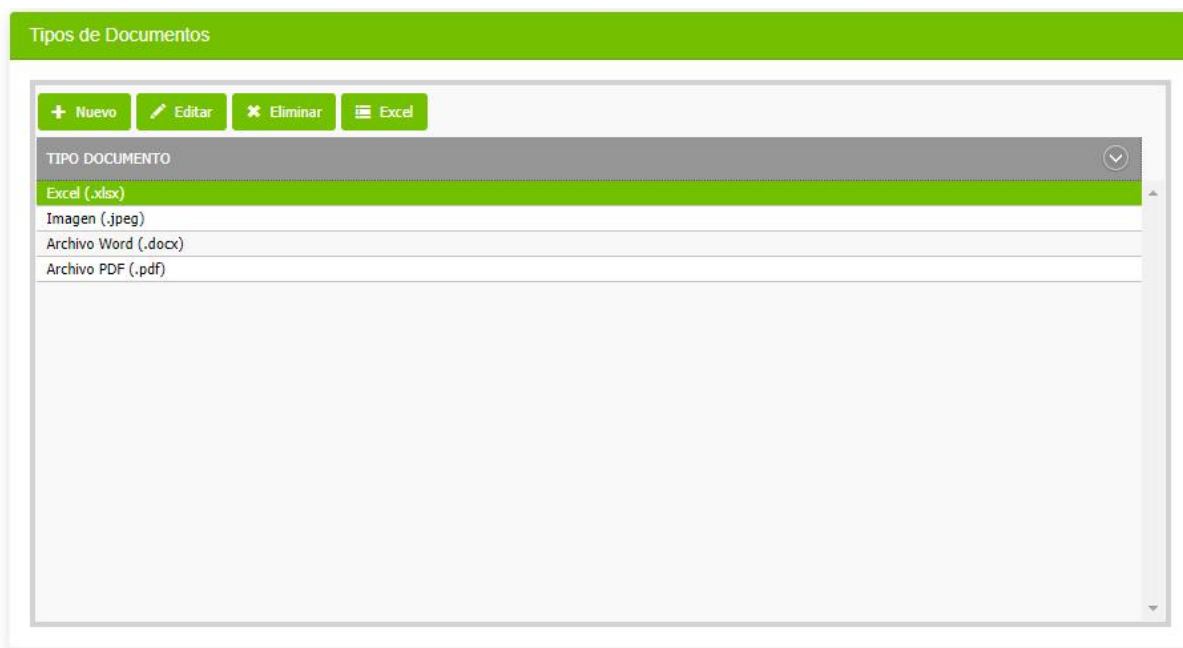 Tipos de Documentos
Nuevo Editar Eliminar Excel
TIPO DOCUMENTO
Excel (.xlsx)
Imagen (.jpeg)
Archivo Word (.docx)
Archivo PDF (.pdf)